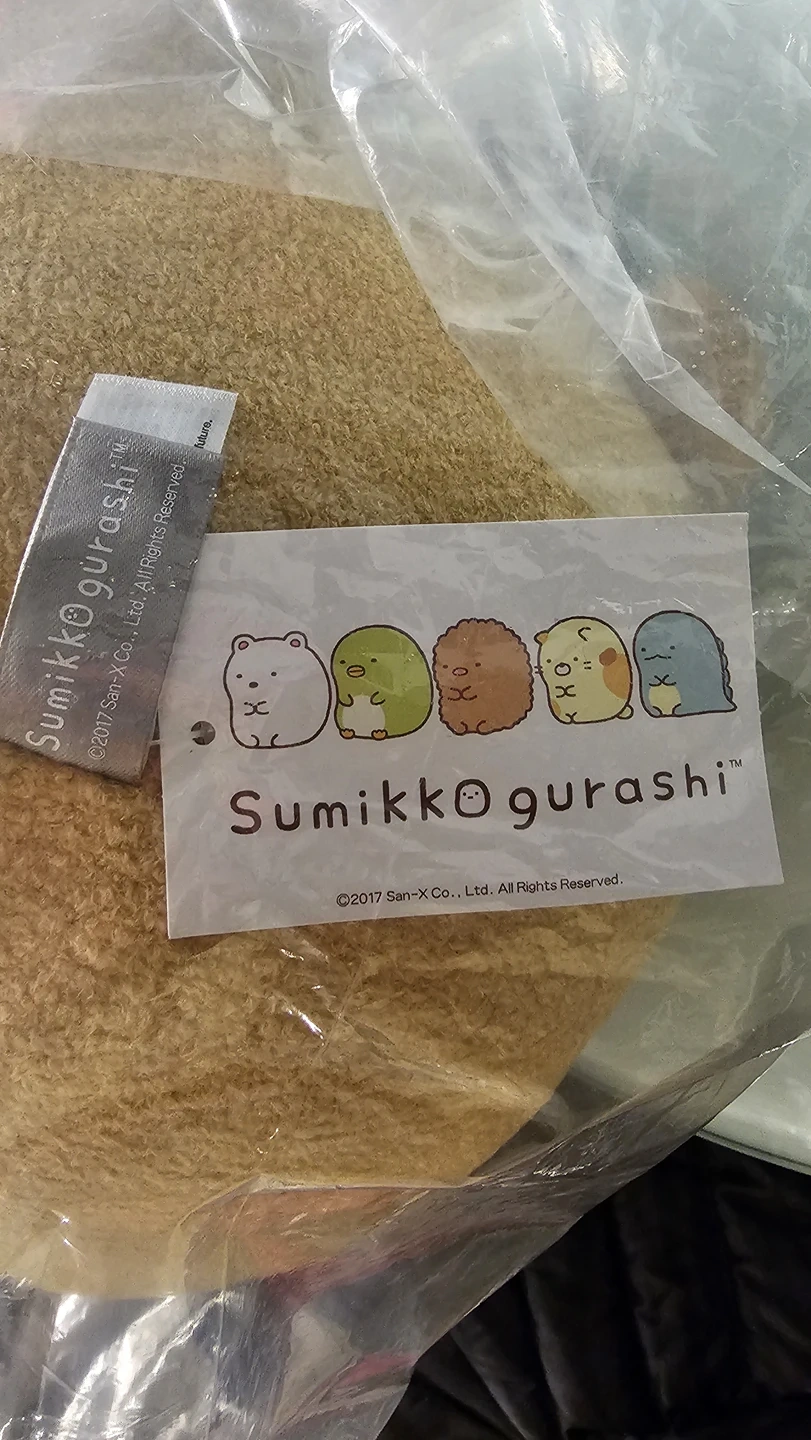 future.
Sumikkogurashi™
©2017 San-X Co., Ltd. All Rights Reserved.
Sumikkogurashi™
©2017 San-X Co., Ltd. All Rights Reserved.